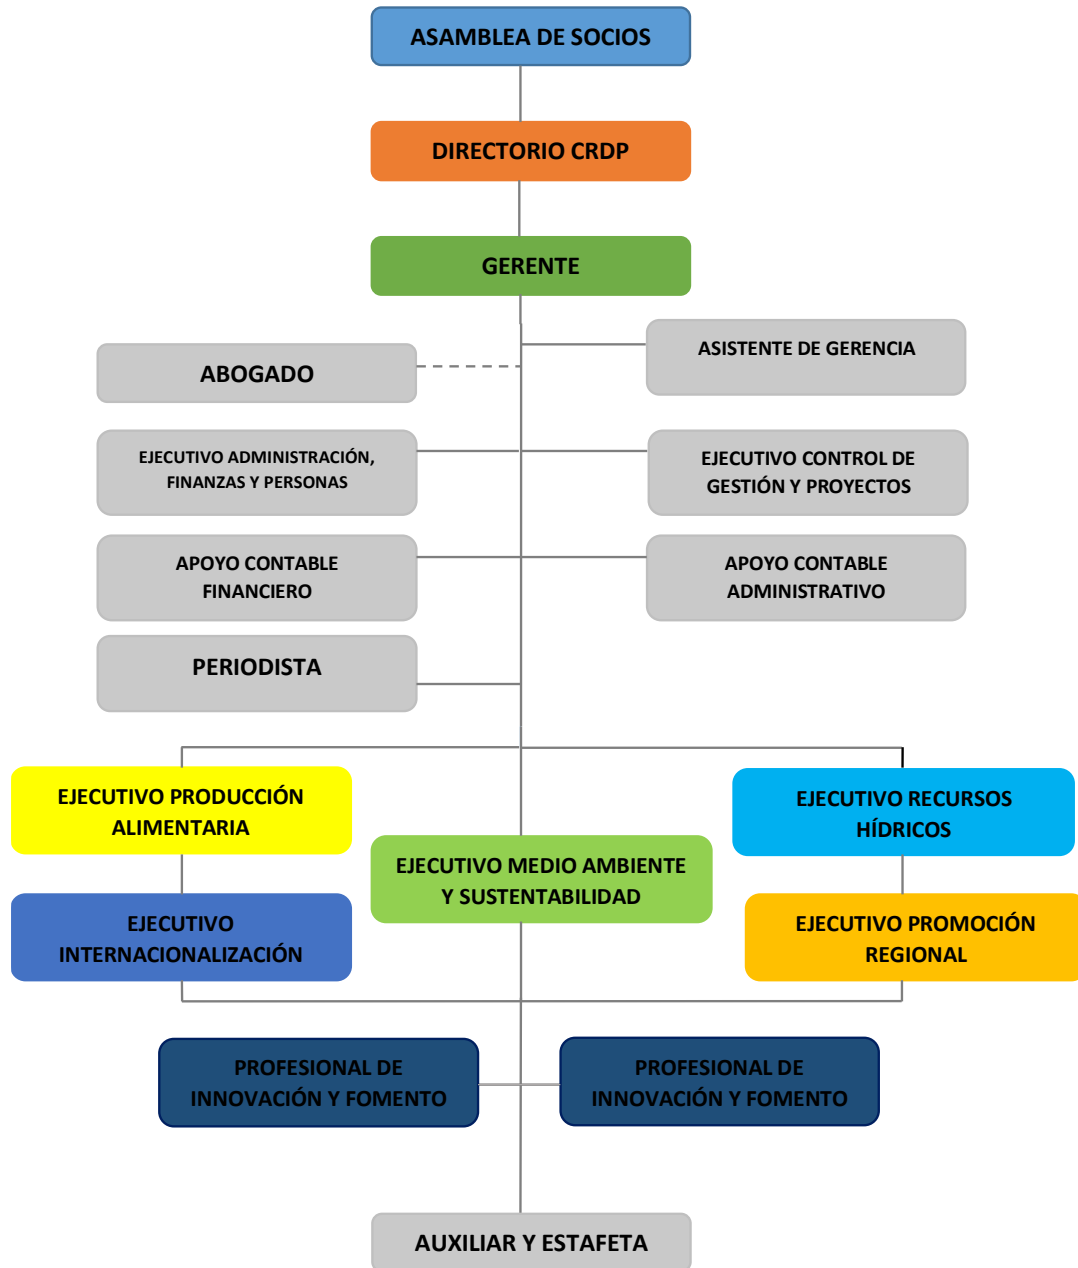 ASAMBLEA DE SOCIOS
DIRECTORIO CRDP
GERENTE
ASISTENTE DE GERENCIA
ABOGADO
EJECUTIVO ADMINISTRACIÓN,
FINANZAS Y PERSONAS
EJECUTIVO CONTROL DE
GESTIÓN Y PROYECTOS
APOYO CONTABLE
FINANCIERO
APOYO CONTABLE
ADMINISTRATIVO
PERIODISTA
EJECUTIVO PRODUCCIÓN
ALIMENTARIA
EJECUTIVO RECURSOS
HÍDRICOS
EJECUTIVO MEDIO AMBIENTE
Y SUSTENTABILIDAD
EJECUTIVO
INTERNACIONALIZACIÓN
EJECUTIVO PROMOCIÓN
REGIONAL
PROFESIONAL DE
INNOVACIÓN Y FOMENTO
PROFESIONAL DE
INNOVACIÓN Y FOMENTO
AUXILIAR Y ESTAFETA